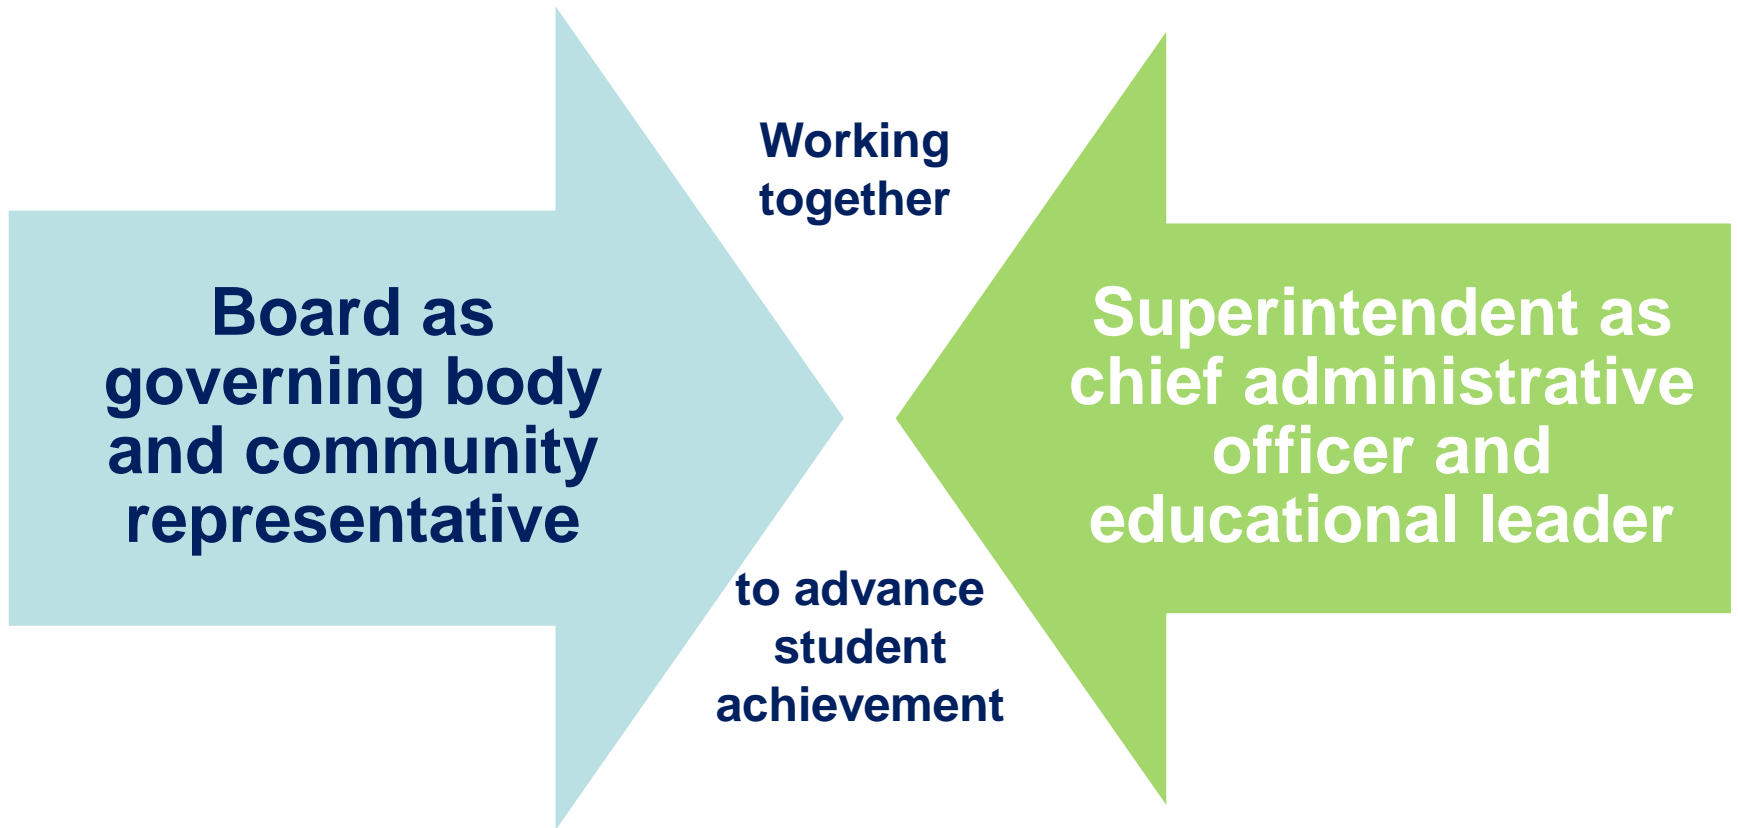 Working
together
Board as
governing body
and community
representative
Superintendent as
chief administrative
officer and
educational leader
to advance
student
achievement